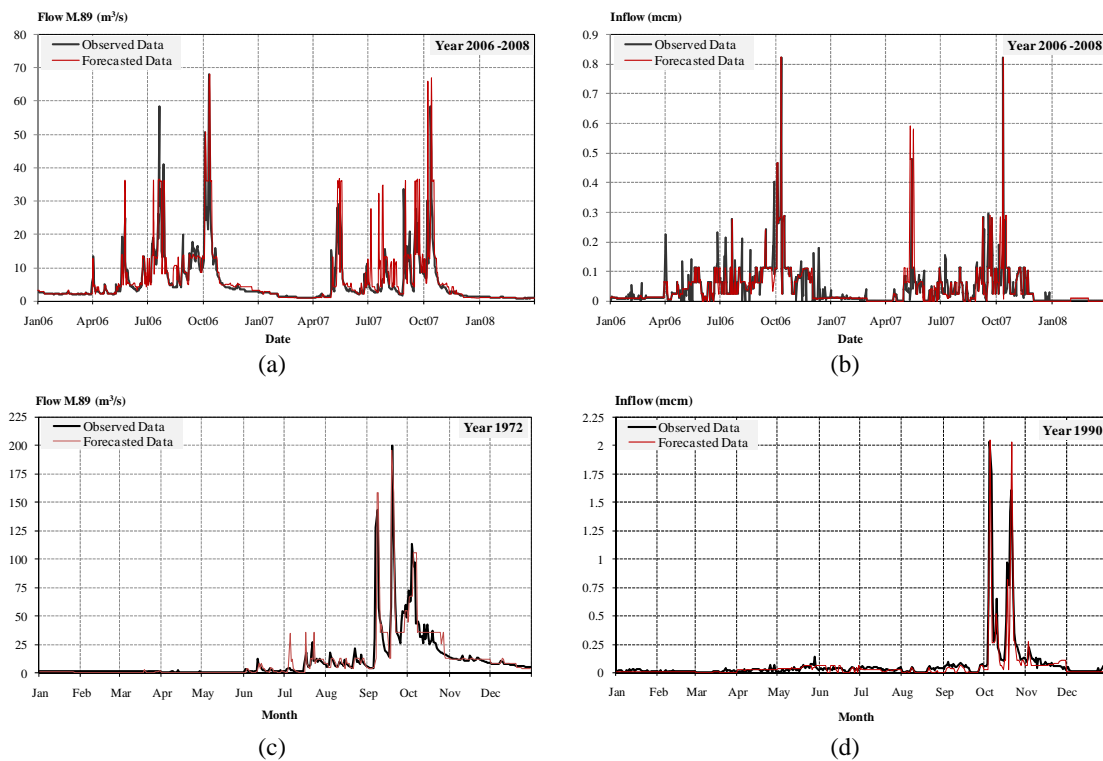 Flow M.89 (m³/s)
Observed Data
Forecasted Data
Year 2006 -2008
80
70
60
50
40
30
20
10
0
Jan06 Apr06 Jul06 Oct06 Jan07 Apr07 Jul07 Oct07 Jan08
Date
(a)
Inflow (mcm)
Observed Data
Forecasted Data
Year 2006-2008
0.9
0.8
0.7
0.6
0.5
0.4
0.3
0.2
0.1
0
Jan06 Apr06 Jul06 Oct06 Jan07 Apr07 Jul07 Oct07 Jan08
Date
(b)
Flow M.89 (m³/s)
Observed Data
Forecasted Data
Year 1972
225
200
175
150
125
100
75
50
25
0
Jan Feb Mar Apr May Jun Jul Aug Sep Oct Nov Dec
Month
(c)
Inflow (mcm)
Observed Data
Forecasted Data
Year 1990
2.25
2
1.75
1.5
1.25
1
0.75
0.5
0.25
0
Jan Feb Mar Apr May Jun Jul Aug Sep Oct Nov Dec
Month
(d)